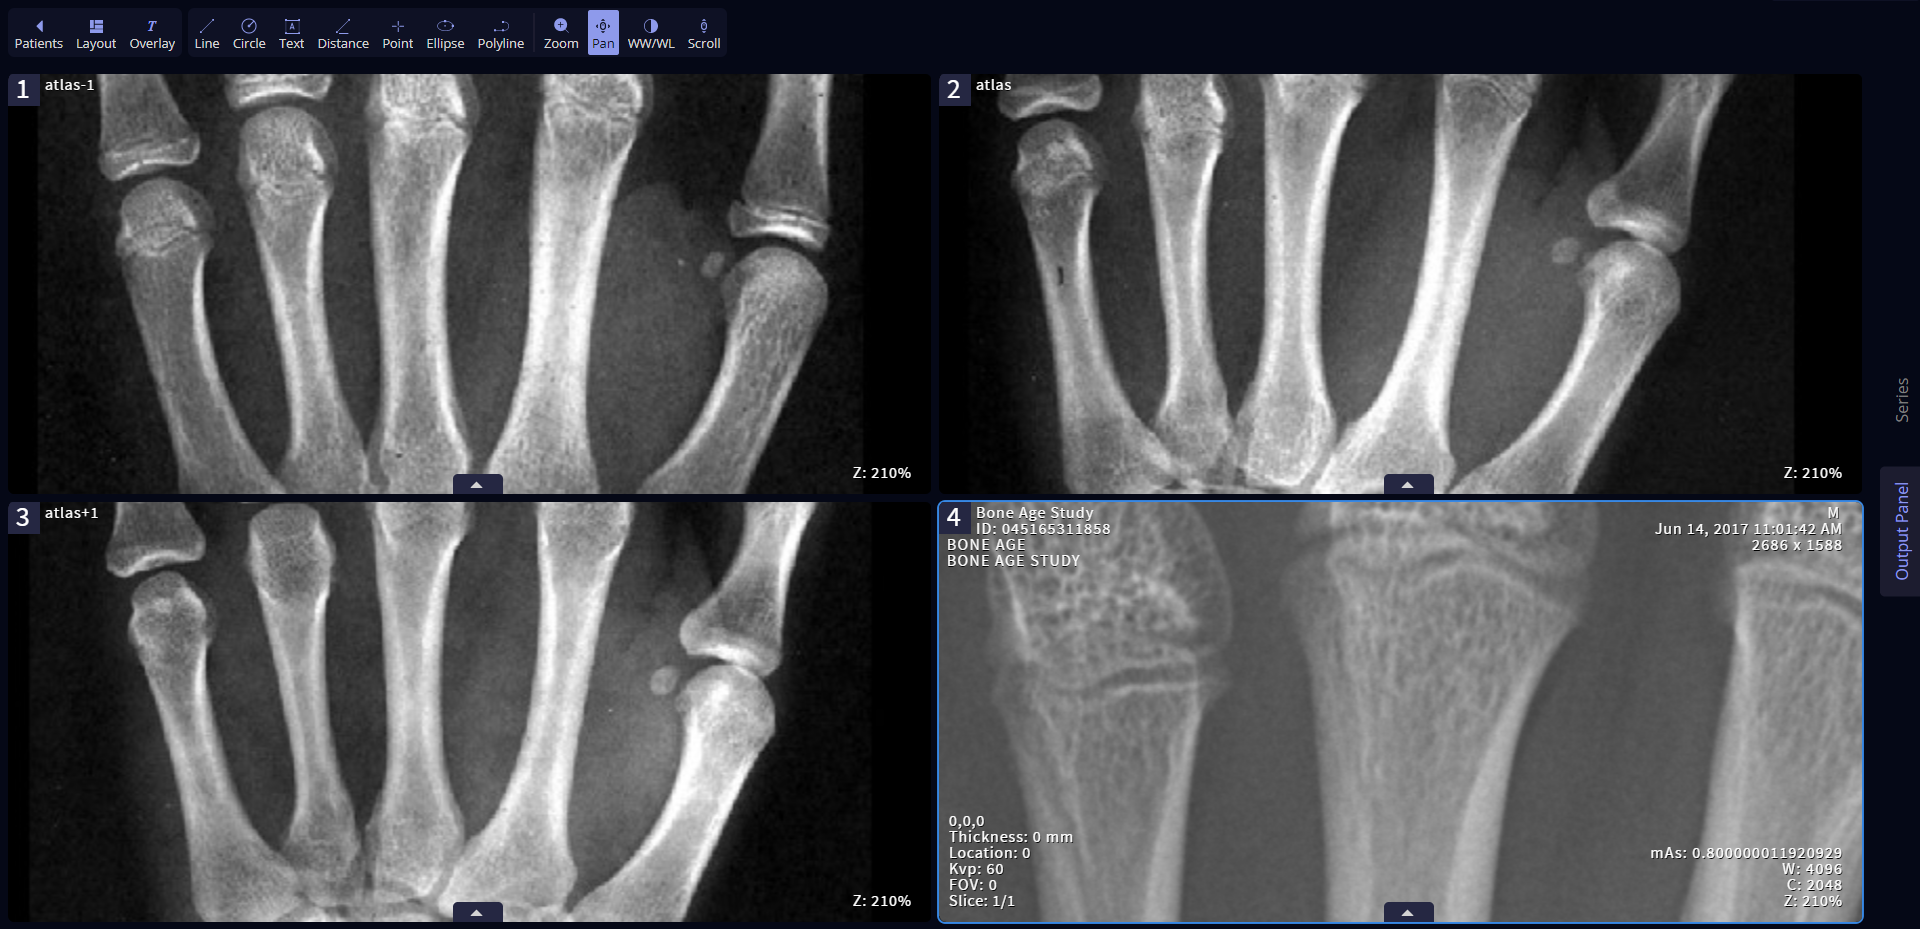 Patients Layout Overlay Line Circle Text Distance Point Ellipse Polyline Zoom Pan WW/WL Scroll
1 atlas-1
Z: 210%
2 atlas
Z: 210%
3 atlas+1
Z: 210%
4 Bone Age Study
ID: 045165311858
BONE AGE
BONE AGE STUDY
M
Jun 14, 2017 11:01:42 AM
2686 x 1588
0,0,0
Thickness: 0 mm
Location: 0
Kvp: 60
FOV: 0
Slice: 1/1
mAs: 0.800000011920929
W: 4096
C: 2048
Z: 210%
Series
Output Panel